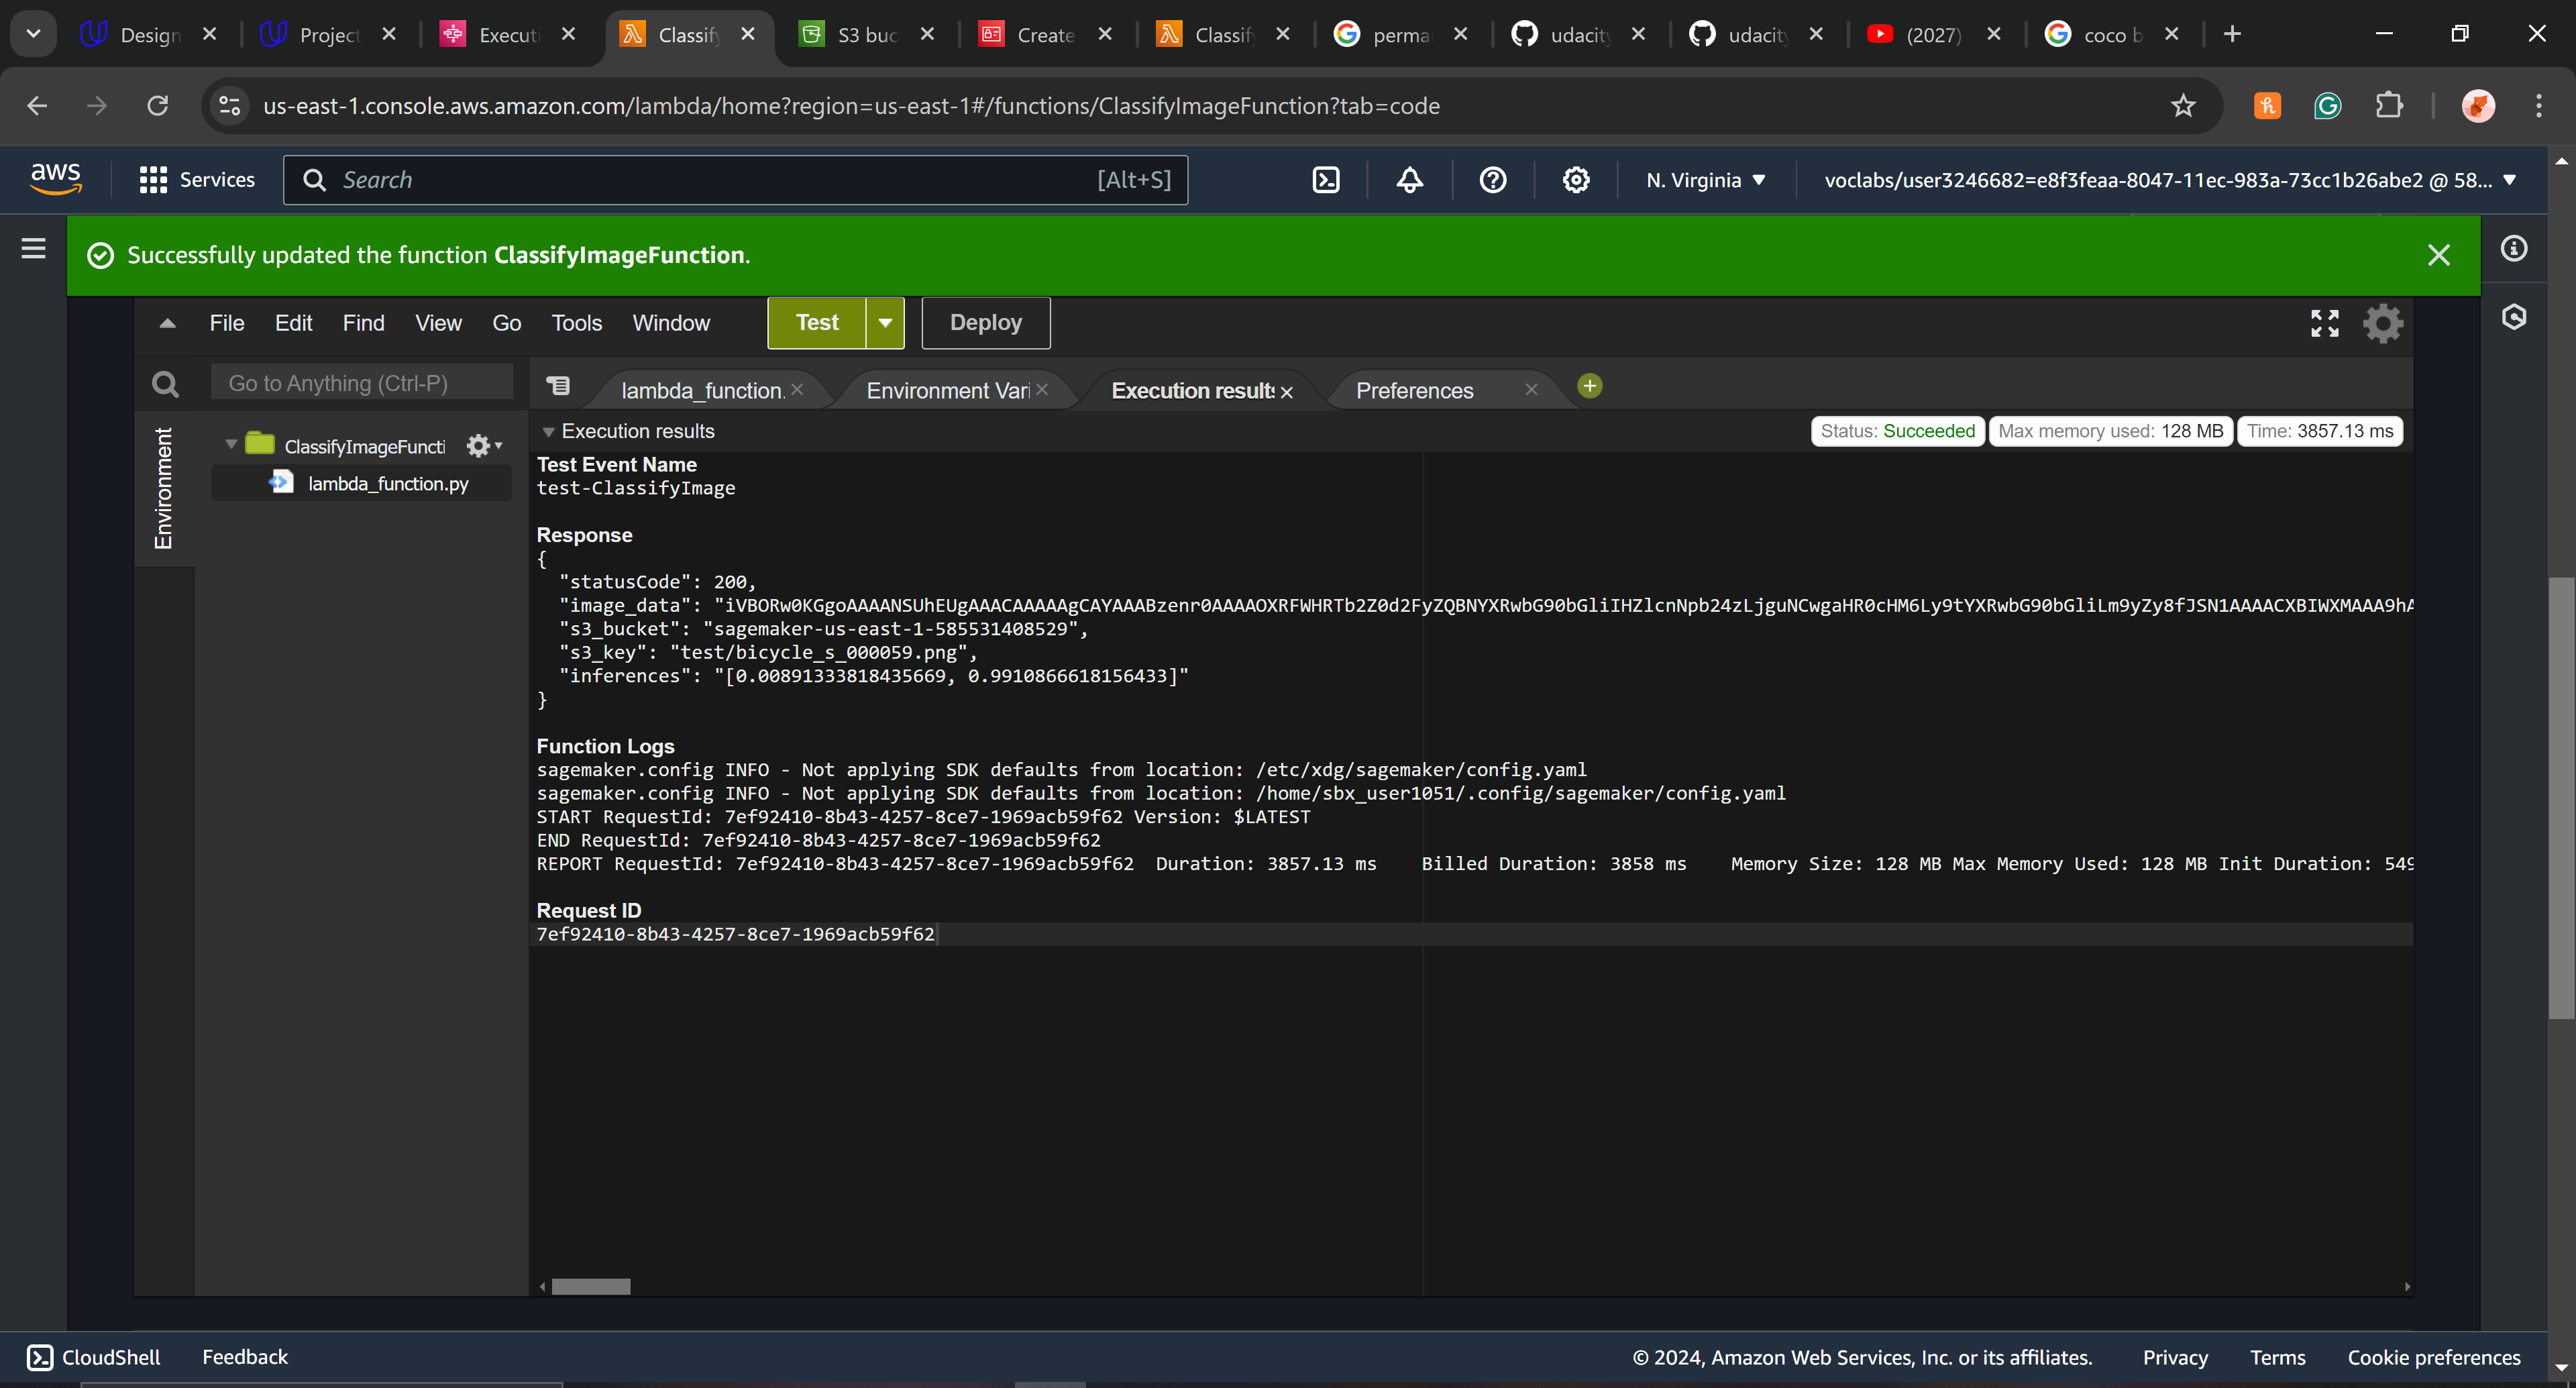 Design
Project
Executi
Classify
S3 buc
Create
Classify
perma
udacity
udacity
(2027)
coco b
us-east-1.console.aws.amazon.com/lambda/home?region=us-east-1#/functions/ClassifyImageFunction?tab=code
aws
Services
Search
[Alt+S]
N. Virginia
voclabs/user3246682=e8f3feaa-8047-11ec-983a-73cc1b26abe2 @ 58...
Successfully updated the function ClassifyImageFunction.
File Edit Find View Go Tools Window
Test
Deploy
Go to Anything (Ctrl-P)
lambda_function.
Environment Vari
Execution results
Preferences
Environment
ClassifyImageFuncti
lambda_function.py
Execution results
Status: Succeeded
Max memory used: 128 MB
Time: 3857.13 ms
Test Event Name
test-ClassifyImage
Response
{
"statusCode": 200,
"image_data": "iVBORw0KGgoAAAANSUhEUgAAACAAAAAgCAYAAABzenr0AAAAOXRFWHRTb2Z0d2FyZQBNYXRwbG90bGliIHZlcnNpb24zLjguNCwgaHR0cHM6Ly9tYXRwbG90bGliLm9yZy8fJSN1AAAACXBIWXMAAA9hA
"s3_bucket": "sagemaker-us-east-1-585531408529",
"s3_key": "test/bicycle_s_000059.png",
"inferences": "[0.00891333818435669, 0.9910866618156433]"
}
Function Logs
sagemaker.config INFO - Not applying SDK defaults from location: /etc/xdg/sagemaker/config.yaml
sagemaker.config INFO - Not applying SDK defaults from location: /home/sbx_user1051/.config/sagemaker/config.yaml
START RequestId: 7ef92410-8b43-4257-8ce7-1969acb59f62 Version: $LATEST
END RequestId: 7ef92410-8b43-4257-8ce7-1969acb59f62
REPORT RequestId: 7ef92410-8b43-4257-8ce7-1969acb59f62 Duration: 3857.13 ms Billed Duration: 3858 ms Memory Size: 128 MB Max Memory Used: 128 MB Init Duration: 549
Request ID
7ef92410-8b43-4257-8ce7-1969acb59f62
CloudShell
Feedback
© 2024, Amazon Web Services, Inc. or its affiliates.
Privacy
Terms
Cookie preferences